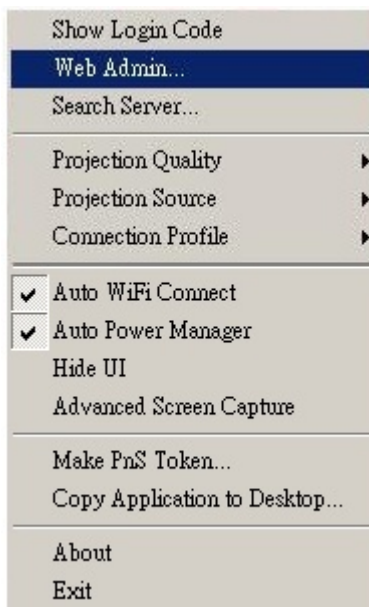 Show Login Code
Web Admin...
Search Server...
Projection Quality
Projection Source
Connection Profile
Auto WiFi Connect
Auto Power Manager
Hide UI
Advanced Screen Capture
Make PnS Token...
Copy Application to Desktop...
About
Exit